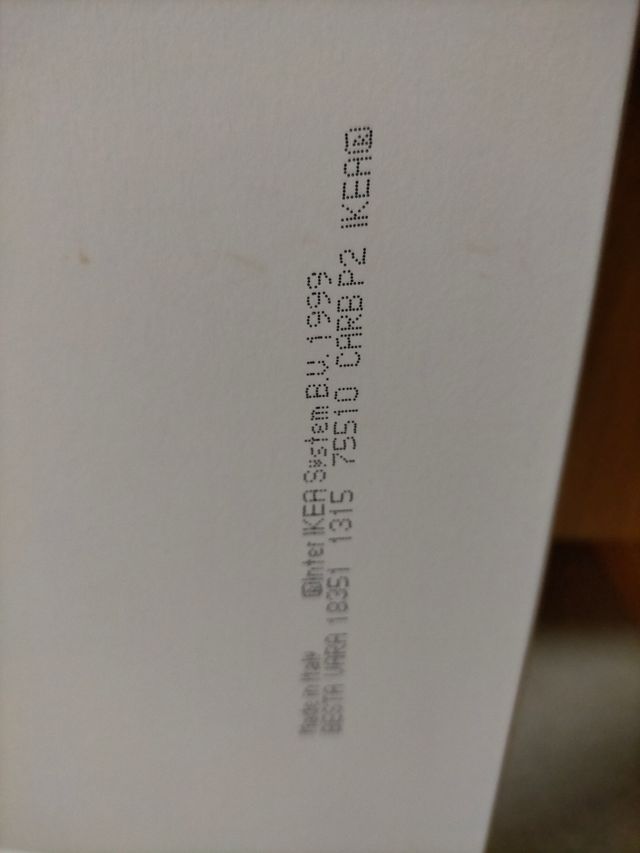 Made in Italy ©Inter IKEA System B.V. 1999
BESTA VARA 18351 1315 75510 CARB P2 IKEA®